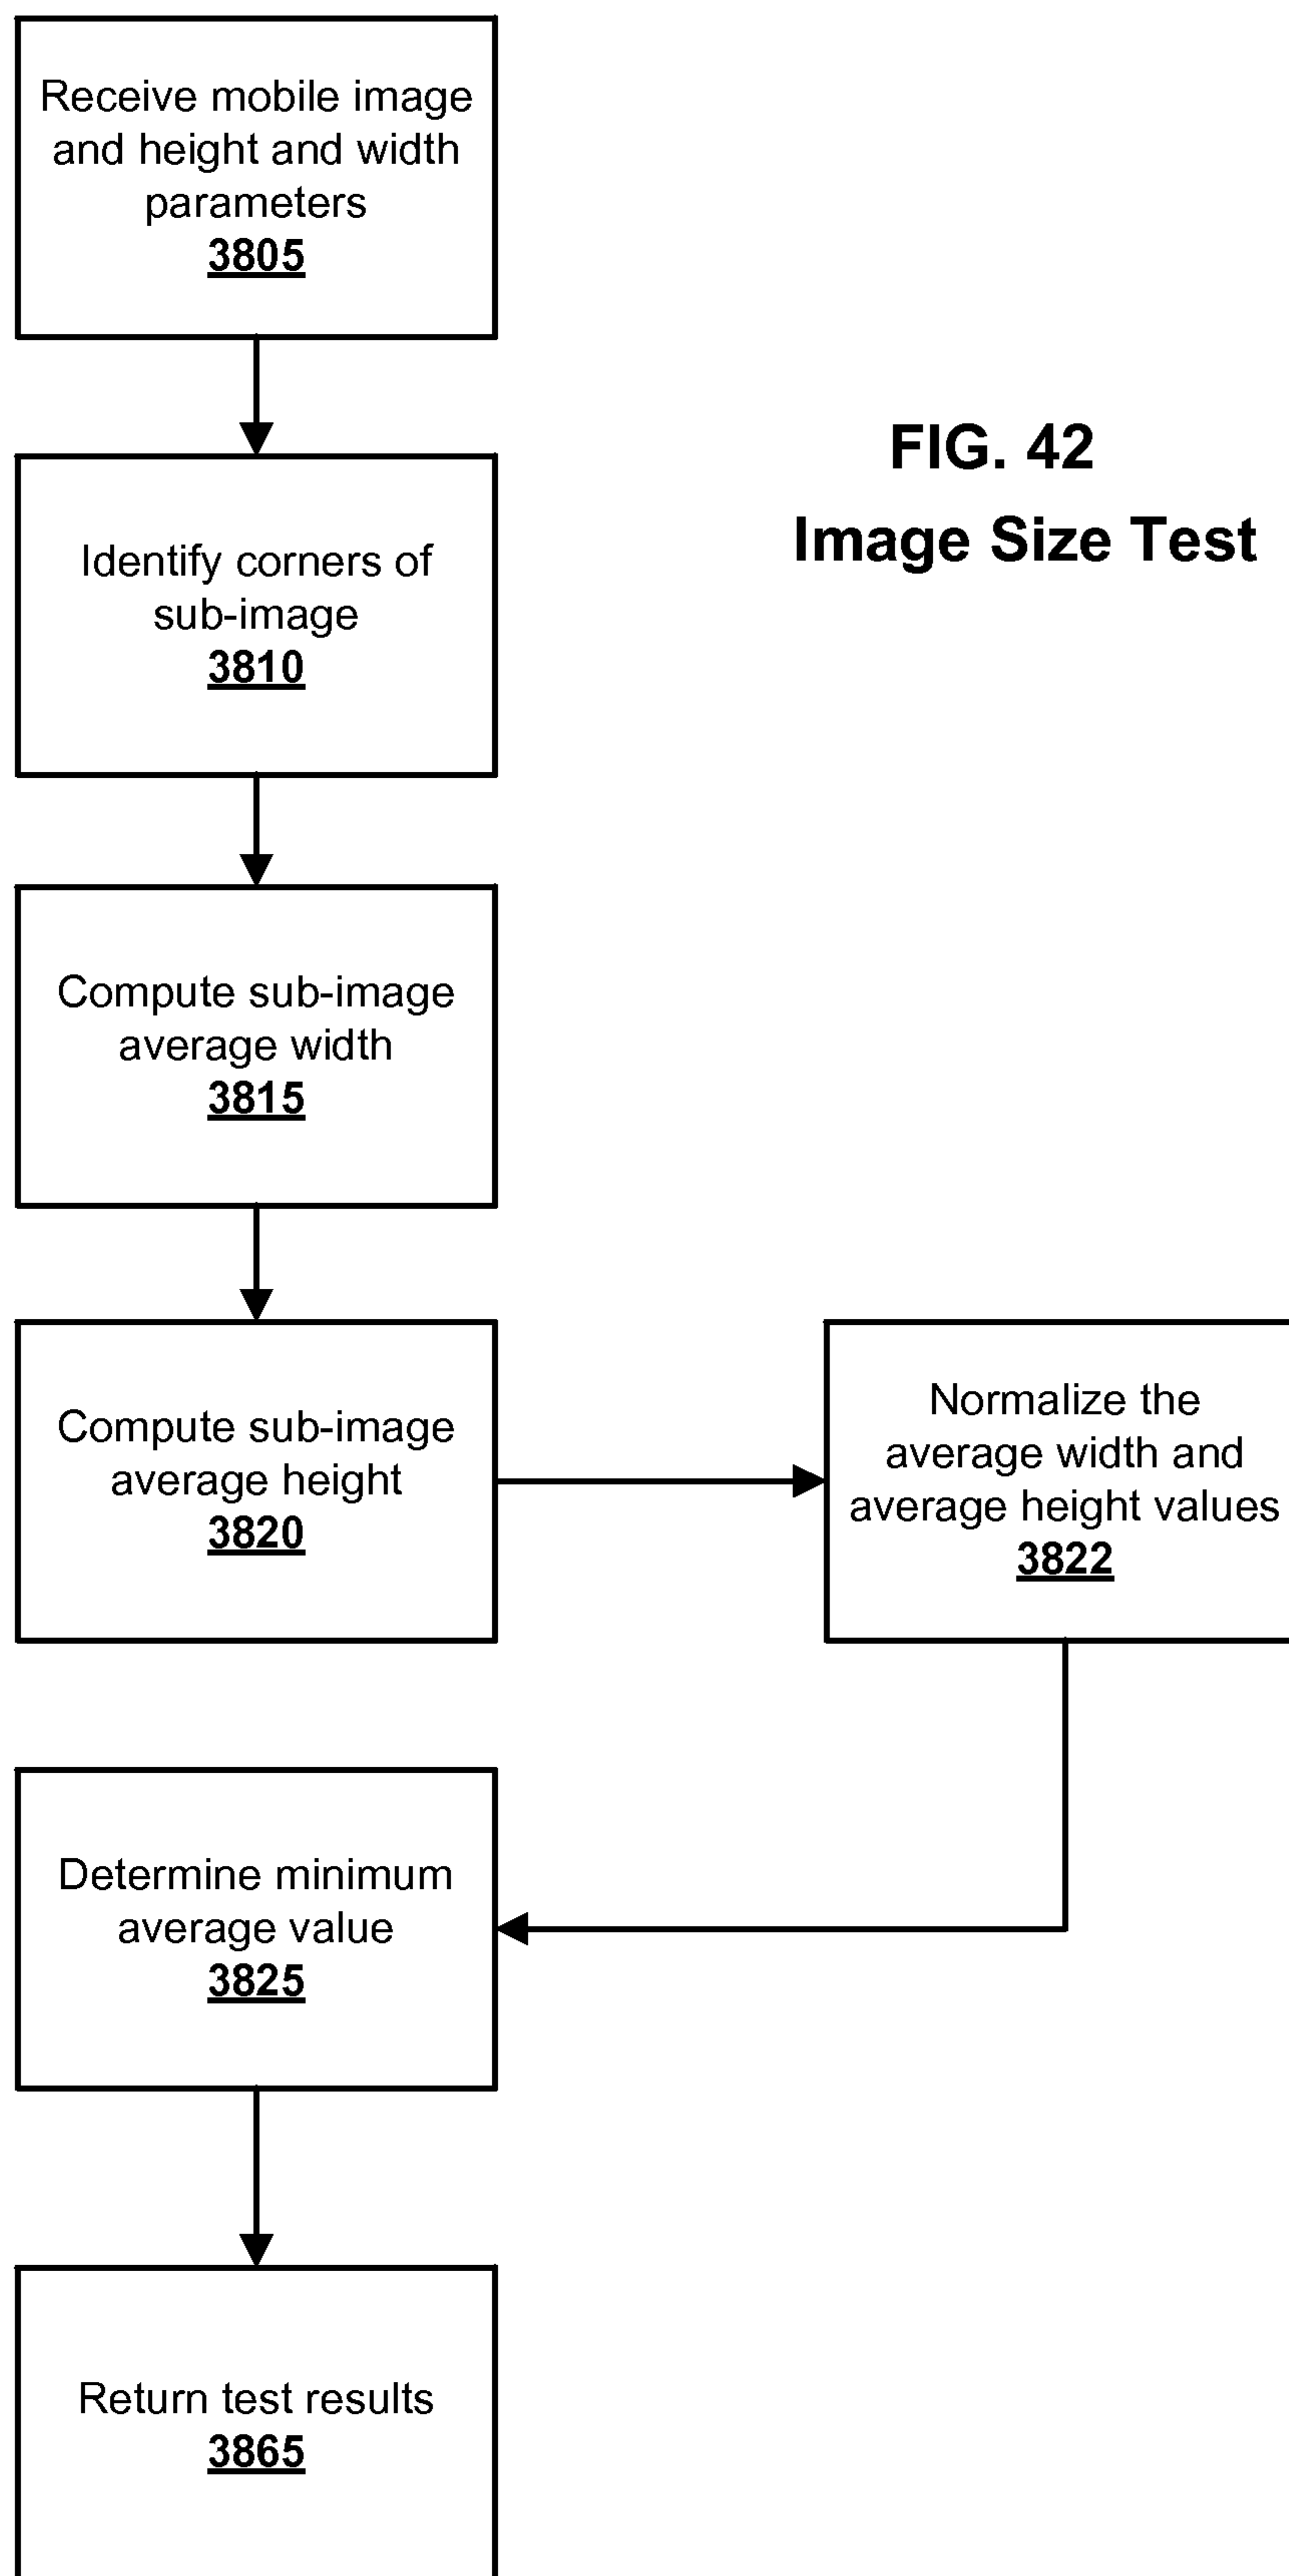 Receive mobile image
and height and width
parameters
3805
FIG. 42
Image Size Test
Identify corners of
sub-image
3810
Compute sub-image
average width
3815
Compute sub-image
average height
3820
Normalize the
average width and
average height values
3822
Determine minimum
average value
3825
Return test results
3865